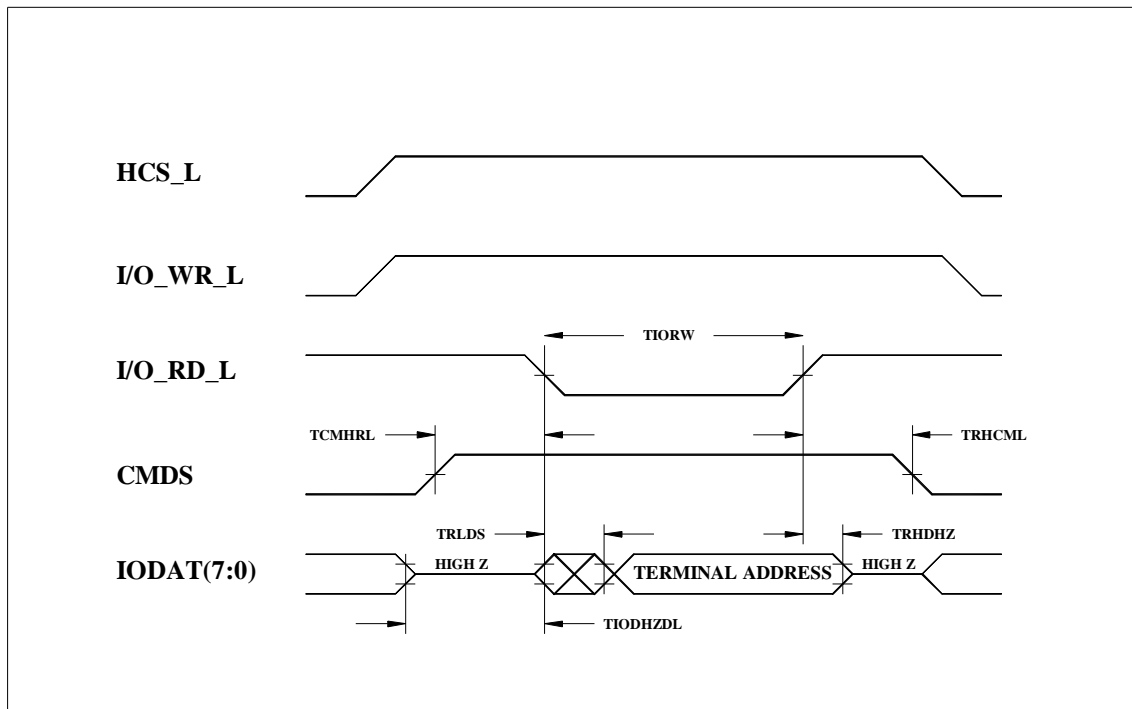 HCS_L
I/O_WR_L
TIORW
I/O_RD_L
TCMHRL
TRHCML
CMDS
TRLDS
TRHDHZ
IODAT(7:0)
HIGH Z
TERMINAL ADDRESS
HIGH Z
TIODHZDL